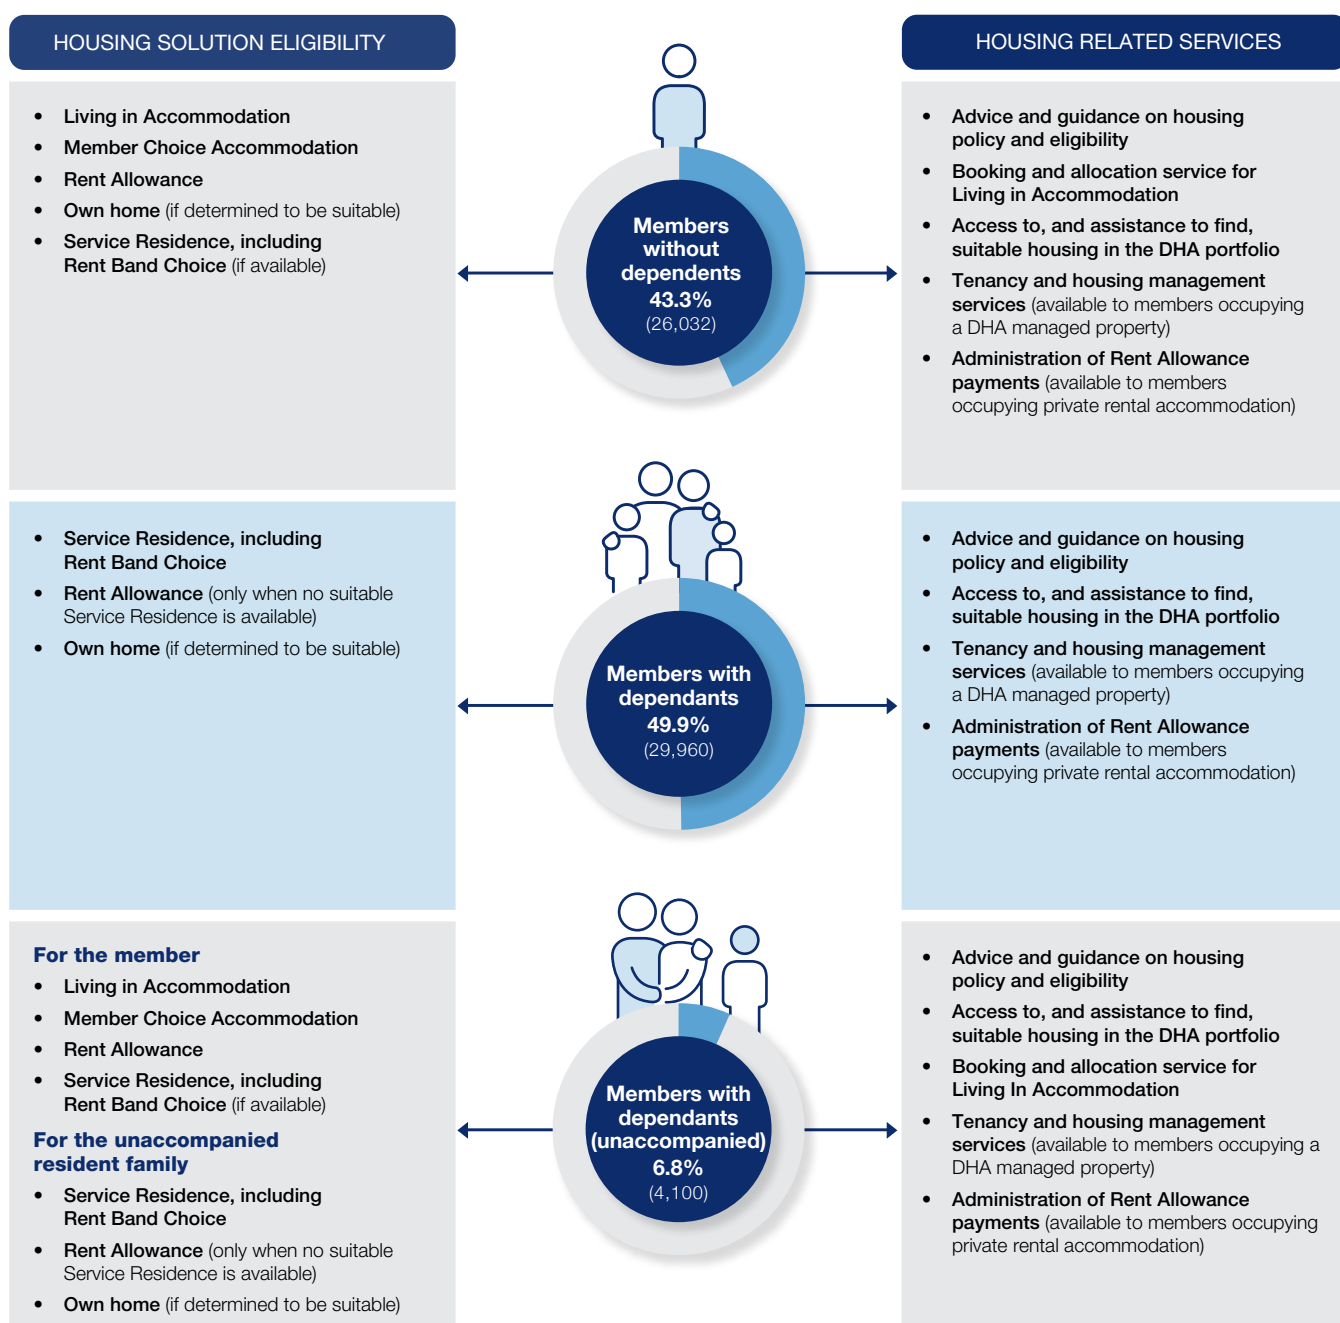 HOUSING SOLUTION ELIGIBILITY
HOUSING RELATED SERVICES
• Living in Accommodation
• Member Choice Accommodation
• Rent Allowance
• Own home (if determined to be suitable)
• Service Residence, including
Rent Band Choice (if available)
Members
without
dependents
43.3%
(26,032)
• Advice and guidance on housing
policy and eligibility
• Booking and allocation service for
Living in Accommodation
• Access to, and assistance to find,
suitable housing in the DHA portfolio
• Tenancy and housing management
services (available to members occupying
a DHA managed property)
• Administration of Rent Allowance
payments (available to members
occupying private rental accommodation)
• Service Residence, including
Rent Band Choice
• Rent Allowance (only when no suitable
Service Residence is available)
• Own home (if determined to be suitable)
Members with
dependants
49.9%
(29,960)
• Advice and guidance on housing
policy and eligibility
• Access to, and assistance to find,
suitable housing in the DHA portfolio
• Tenancy and housing management
services (available to members occupying
a DHA managed property)
• Administration of Rent Allowance
payments (available to members
occupying private rental accommodation)
For the member
• Living in Accommodation
• Member Choice Accommodation
• Rent Allowance
• Service Residence, including
Rent Band Choice (if available)
For the unaccompanied
resident family
• Service Residence, including
Rent Band Choice
• Rent Allowance (only when no suitable
Service Residence is available)
• Own home (if determined to be suitable)
Members with
dependants
(unaccompanied)
6.8%
(4,100)
• Advice and guidance on housing
policy and eligibility
• Access to, and assistance to find,
suitable housing in the DHA portfolio
• Booking and allocation service for
Living In Accommodation
• Tenancy and housing management
services (available to members occupying a
DHA managed property)
• Administration of Rent Allowance
payments (available to members occupying
private rental accommodation)